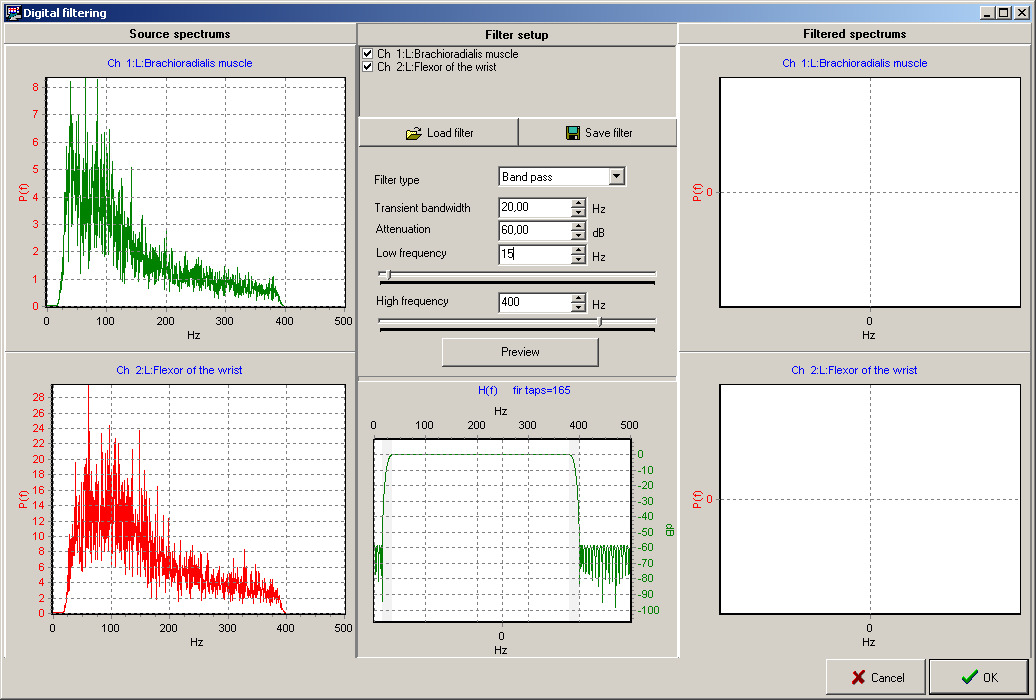 Digital filtering
Source spectrums
Ch 1:L:Brachioradialis muscle
8
7
6
5
4
3
2
1
0
P(f)
0 100 200 300 400 500
Hz
Ch 2:L:Flexor of the wrist
28
26
24
22
20
18
16
14
12
10
8
6
4
2
0
P(f)
0 100 200 300 400 500
Hz
Filter setup
Ch 1:L:Brachioradialis muscle
Ch 2:L:Flexor of the wrist
Load filter
Save filter
Filter type Band pass
Transient bandwidth 20,00 Hz
Attenuation 60,00 dB
Low frequency 15 Hz
High frequency 400 Hz
Preview
H(f) fir taps=165
Hz
0 100 200 300 400 500
0
-10
-20
-30
-40
-50
-60
-70
-80
-90
-100
dB
0
Hz
Filtered spectrums
Ch 1:L:Brachioradialis muscle
P(f) 0
0
Hz
Ch 2:L:Flexor of the wrist
P(f) 0
0
Hz
Cancel
OK